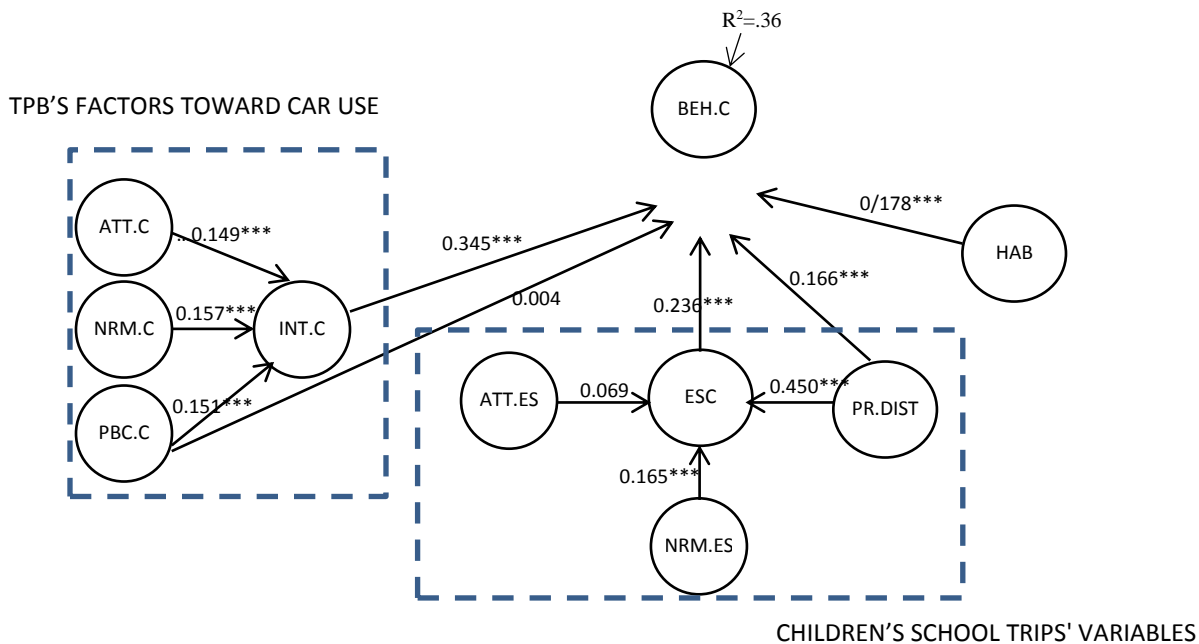 R²=.36
BEH.C
TPB'S FACTORS TOWARD CAR USE
ATT.C
...0.149***
0/178***
HAB
0.345***
0.166***
NRM.C
0.157***
INT.C
0.004
0.236***
PBC.C
0.151***
ATT.ES
0.069
ESC
0.450***
PR.DIST
0.165***
NRM.ES
CHILDREN'S SCHOOL TRIPS' VARIABLES